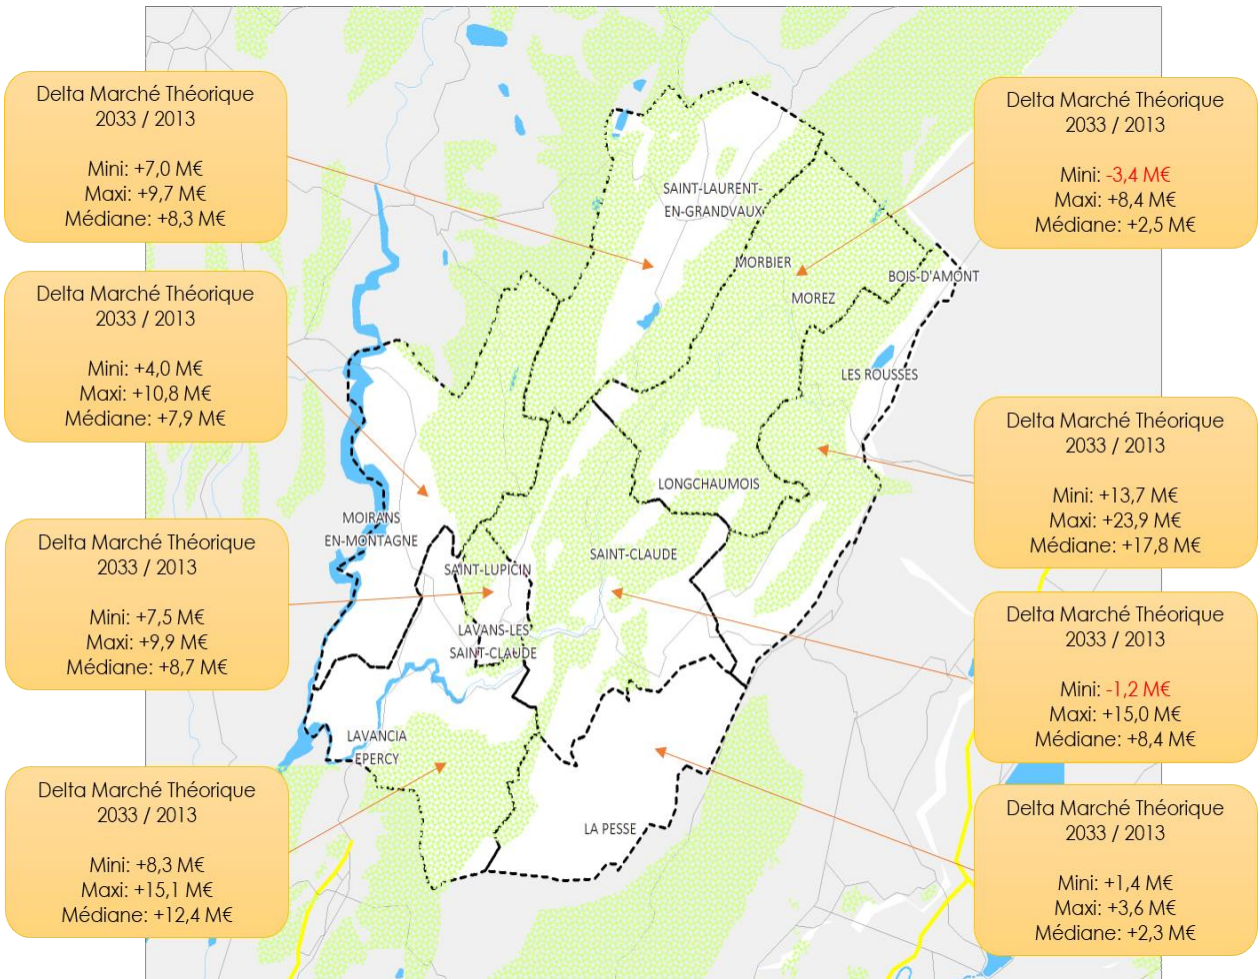 Delta Marché Théorique
2033 / 2013
Mini: +7,0 M€
Maxi: +9,7 M€
Médiane: +8,3 M€
Delta Marché Théorique
2033 / 2013
Mini: +4,0 M€
Maxi: +10,8 M€
Médiane: +7,9 M€
Delta Marché Théorique
2033 / 2013
Mini: +7,5 M€
Maxi: +9,9 M€
Médiane: +8,7 M€
Delta Marché Théorique
2033 / 2013
Mini: +8,3 M€
Maxi: +15,1 M€
Médiane: +12,4 M€
SAINT-LAURENT-
EN-GRANDVAUX
MORBIER
MOREZ
BOIS-D'AMONT
LES ROUSSES
LONGCHAUMOIS
MOIRANS
EN-MONTAGNE
SAINT-CLAUDE
SAINT-LUPICIN
LAVANS-LES
SAINT-CLAUDE
LAVANCIA
EPERCY
LA PESSE
Delta Marché Théorique
2033 / 2013
Mini: -3,4 M€
Maxi: +8,4 M€
Médiane: +2,5 M€
Delta Marché Théorique
2033 / 2013
Mini: +13,7 M€
Maxi: +23,9 M€
Médiane: +17,8 M€
Delta Marché Théorique
2033 / 2013
Mini: -1,2 M€
Maxi: +15,0 M€
Médiane: +8,4 M€
Delta Marché Théorique
2033 / 2013
Mini: +1,4 M€
Maxi: +3,6 M€
Médiane: +2,3 M€